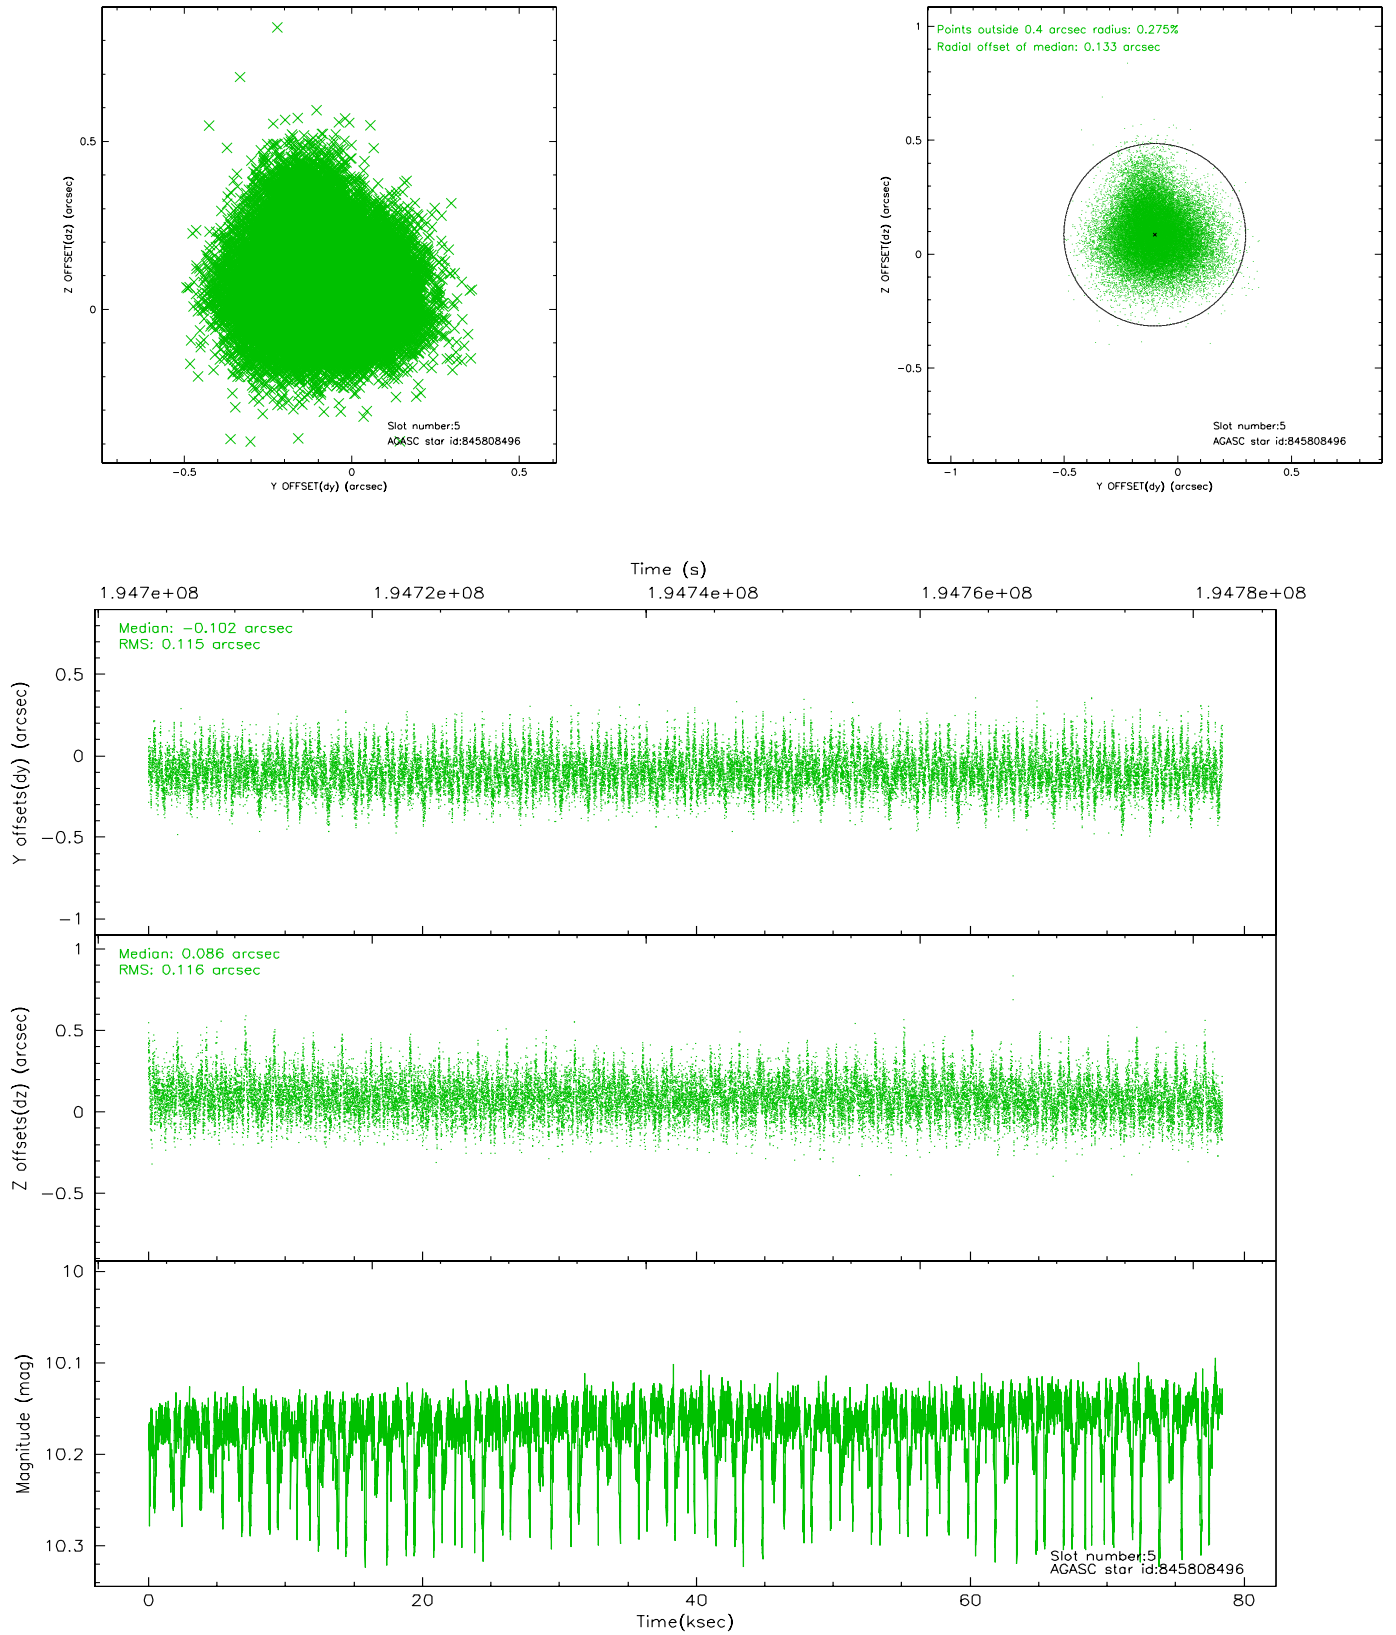 0.5
0
Z OFFSET(dz) (arcsec)
Slot number:5
AGASC star id:845808496
-0.5
0
0.5
Y OFFSET(dy) (arcsec)
Points outside 0.4 arcsec radius: 0.275%
Radial offset of median: 0.133 arcsec
1
0.5
0
-0.5
Z OFFSET(dz) (arcsec)
Slot number:5
AGASC star id:845808496
-1
-0.5
0
0.5
Y OFFSET(dy) (arcsec)
Time (s)
1.947e+08
1.9472e+08
1.9474e+08
1.9476e+08
1.9478e+08
Median: -0.102 arcsec
RMS: 0.115 arcsec
0.5
0
-0.5
-1
Y offsets(dy) (arcsec)
Median: 0.086 arcsec
RMS: 0.116 arcsec
1
0.5
0
-0.5
Z offsets(dz) (arcsec)
10
10.1
10.2
10.3
Magnitude (mag)
Slot number:5
AGASC star id:845808496
0
20
40
60
80
Time(ksec)